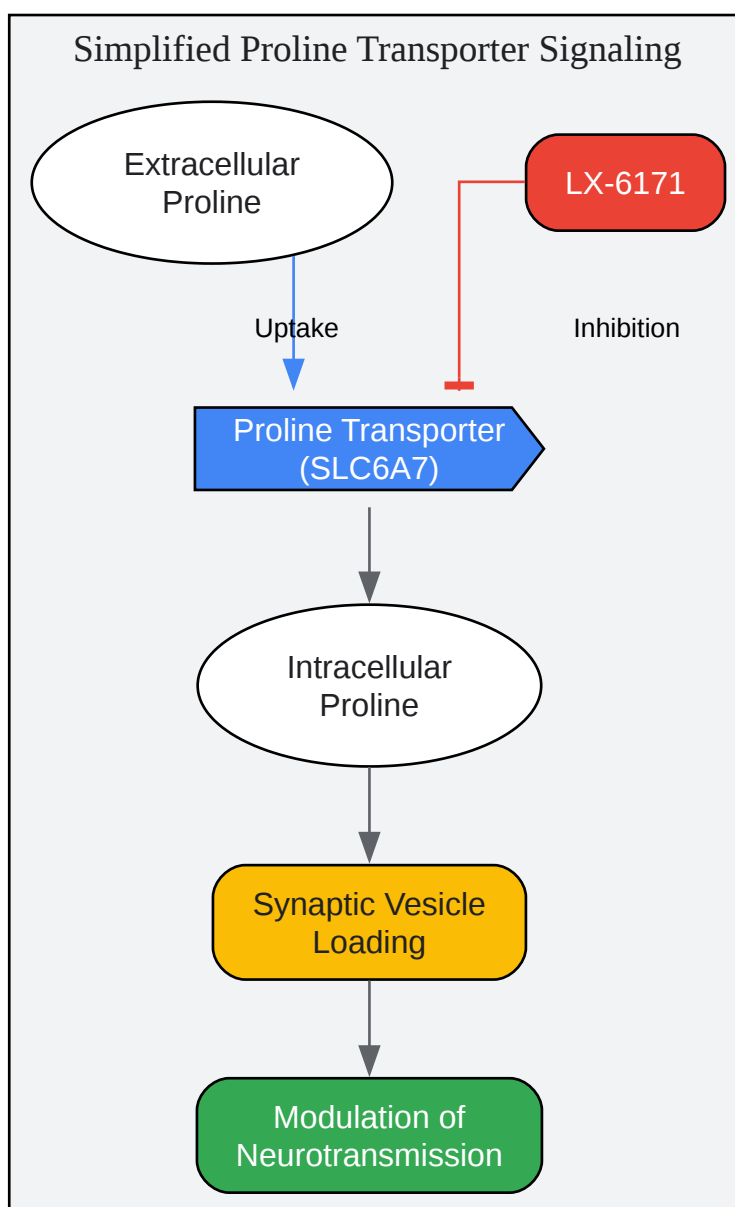 Simplified Proline Transporter Signaling
Extracellular
Proline
LX-6171
Uptake
Inhibition
Proline Transporter
(SLC6A7)
Intracellular
Proline
Synaptic Vesicle
Loading
Modulation of
Neurotransmission